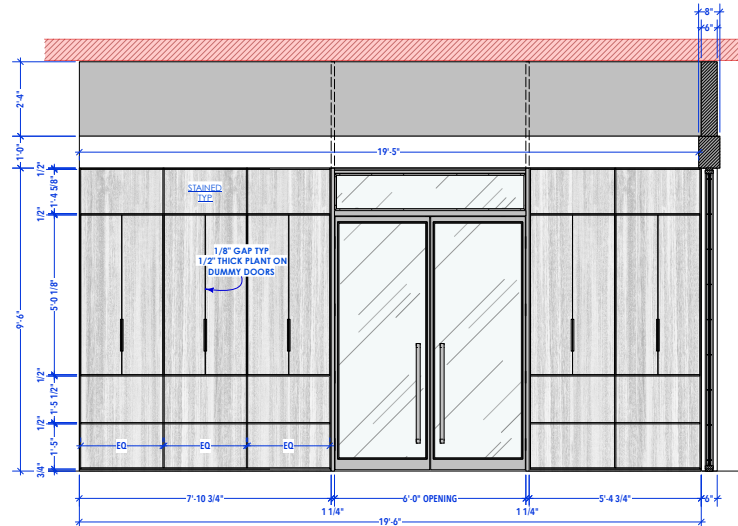 8"
6"
2'-4"
1'-0"
19'-5"
1/2"
1'-4 5/8"
1/2"
STAINED
TYP.
1/8" GAP TYP
1/2" THICK PLANT ON
DUMMY DOORS
5'-0 1/8"
9'-6"
1/2"
1'-5 1/2"
1/2"
1'-5"
3/4"
EQ
EQ
EQ
7'-10 3/4"
6'-0" OPENING
5'-4 3/4"
6"
1 1/4"
1 1/4"
19'-6"